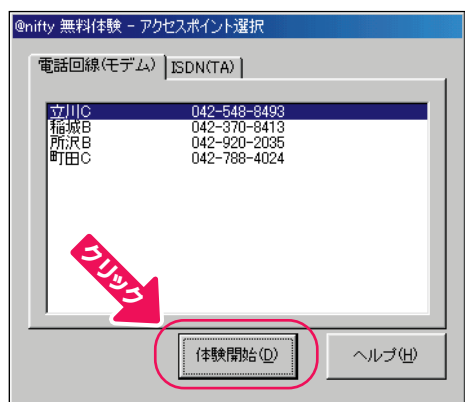 @nifty 無料体験 - アクセスポイント選択
電話回線(モデム) ISDN(TA)
立川C 042-548-8493
稲城B 042-370-8413
所沢B 042-920-2035
町田C 042-788-4024
クリック
体験開始(D) ヘルプ(H)